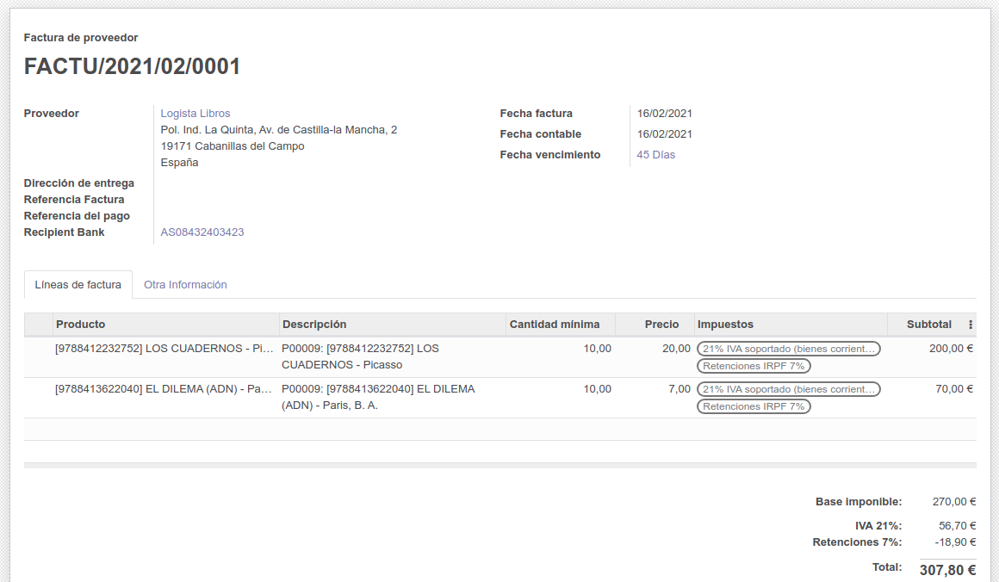 Factura de proveedor
FACTU/2021/02/0001
Proveedor
Logista Libros
Pol. Ind. La Quinta, Av. de Castilla-la Mancha, 2
19171 Cabanillas del Campo
España
Fecha factura 16/02/2021
Fecha contable 16/02/2021
Fecha vencimiento 45 Días
Dirección de entrega
Referencia Factura
Referencia del pago
Recipient Bank AS08432403423
Líneas de factura Otra Información
Producto Descripción Cantidad mínima Precio Impuestos Subtotal
[9788412232752] LOS CUADERNOS - Pi... P00009: [9788412232752] LOS 10,00 20,00 21% IVA soportado (bienes corrient... 200,00 €
CUADERNOS - Picasso Retenciones IRPF 7%
[9788413622040] EL DILEMA (ADN) - Pa... P00009: [9788413622040] EL DILEMA 10,00 7,00 21% IVA soportado (bienes corrient... 70,00 €
(ADN) - Paris, B. A. Retenciones IRPF 7%
Base imponible: 270,00 €
IVA 21%: 56,70 €
Retenciones 7%: -18,90 €
Total: 307,80 €